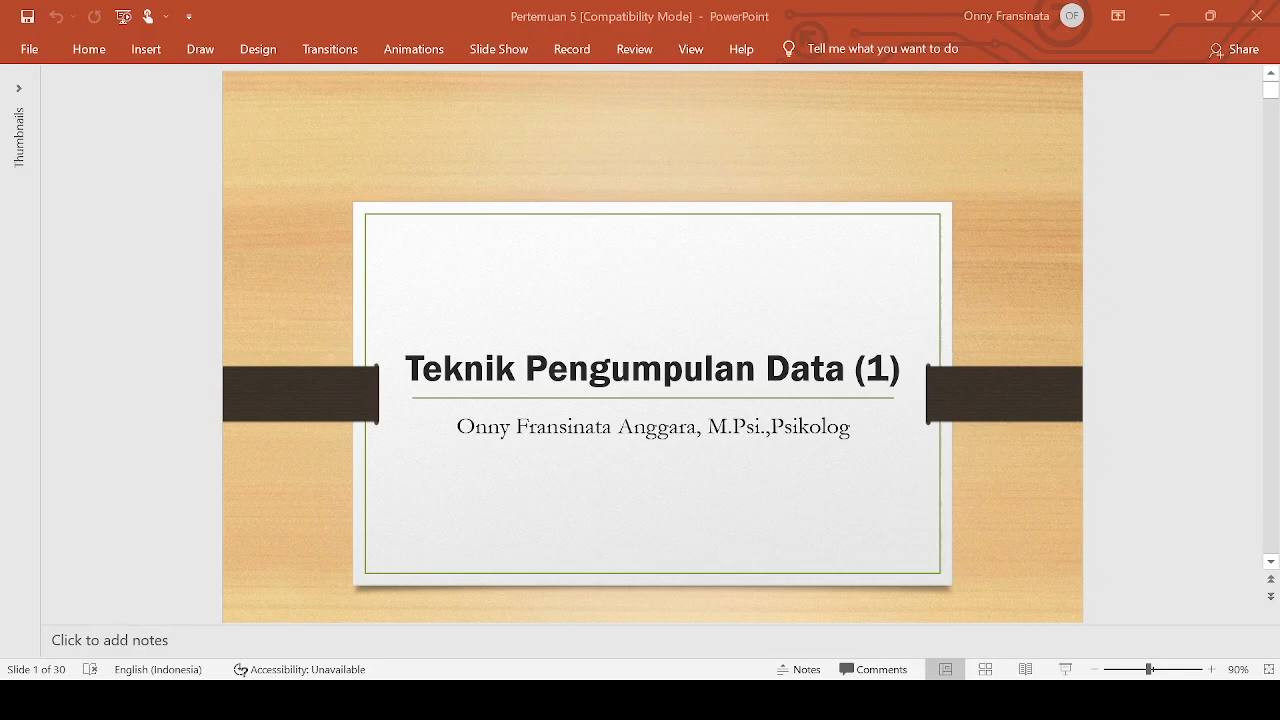 Pertemuan 5 [Compatibility Mode] - PowerPoint
Onny Fransinata
OF
File
Home
Insert
Draw
Design
Transitions
Animations
Slide Show
Record
Review
View
Help
Tell me what you want to do
Share
Thumbnails
Teknik Pengumpulan Data (1)
Onny Fransinata Anggara, M.Psi.,Psikolog
Click to add notes
Slide 1 of 30
English (Indonesia)
Accessibility: Unavailable
Notes
Comments
90%